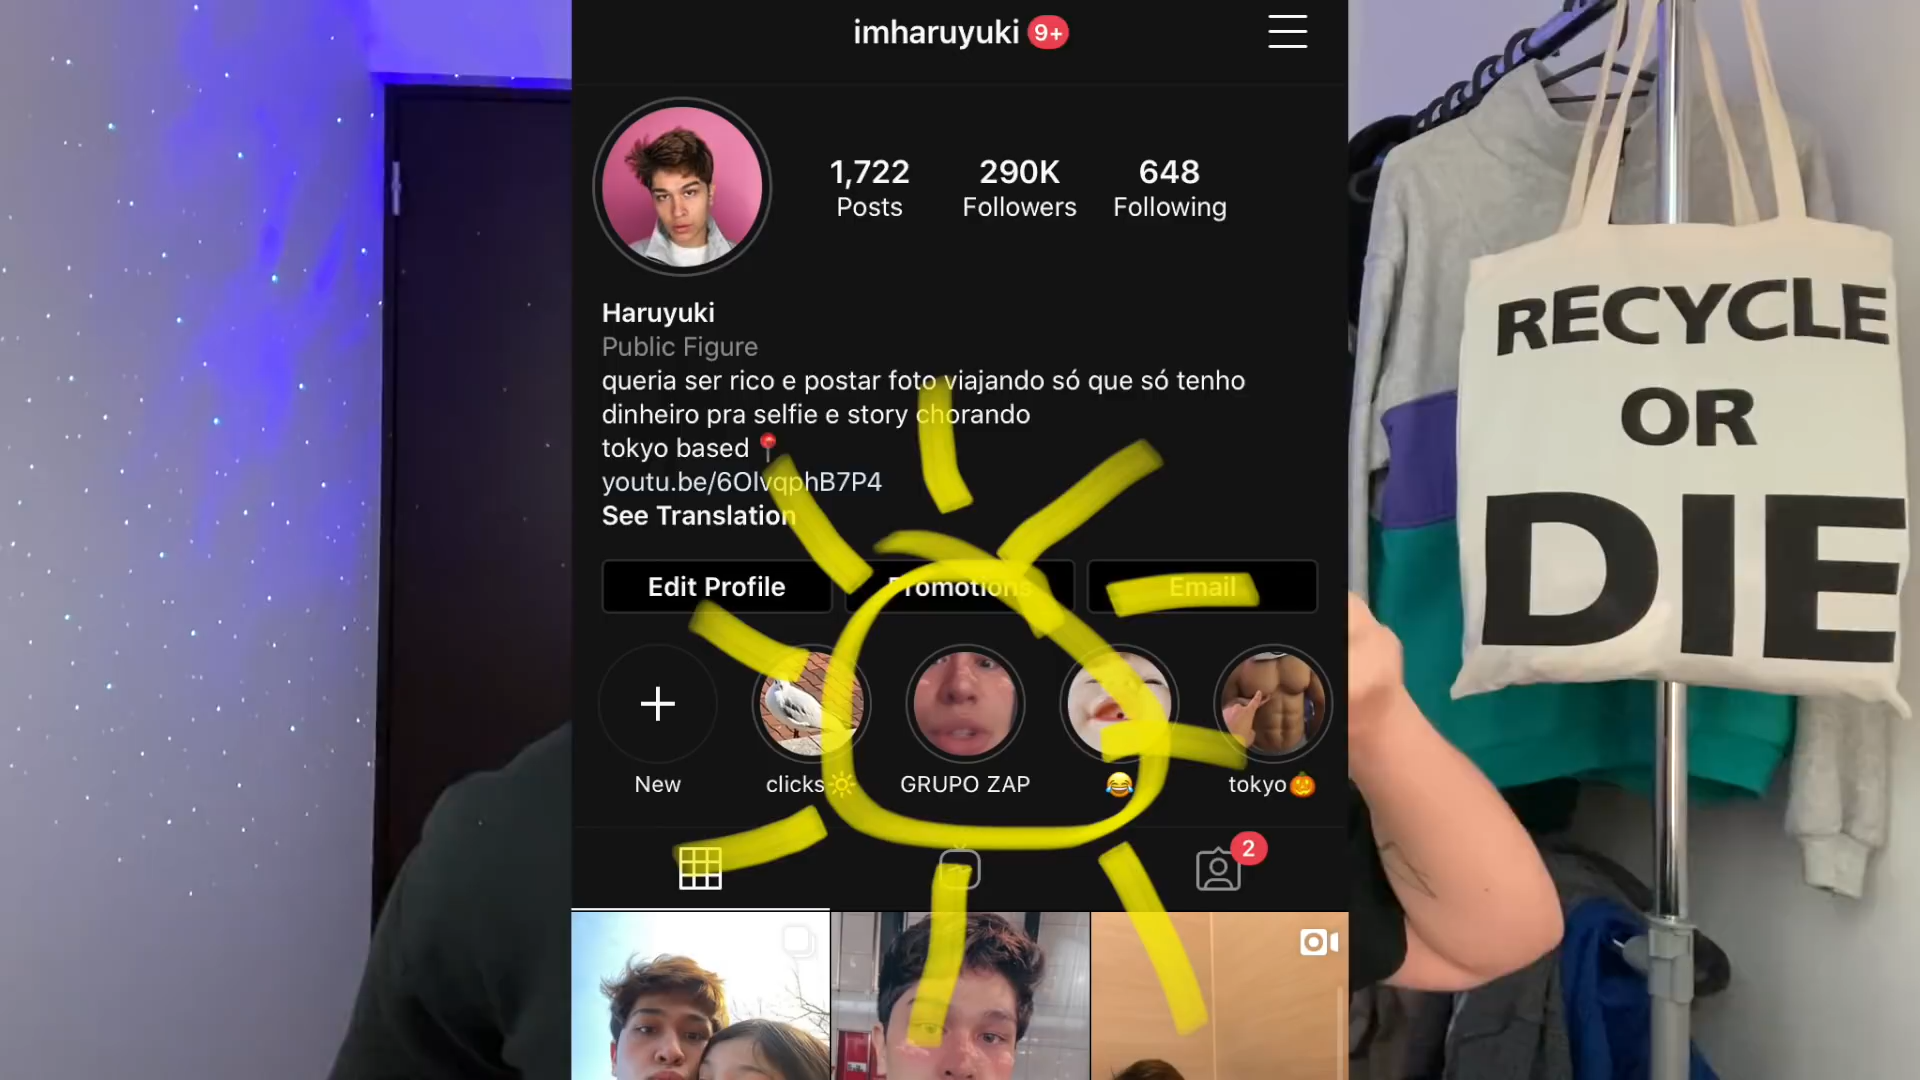 imharuyuki 9+
1,722 290K 648
Posts Followers Following
Haruyuki
Public Figure
queria ser rico e postar foto viajando só que só tenho
dinheiro pra selfie e story chorando
tokyo based📍
youtu.be/6OlvqphB7P4
See Translation
Edit Profile Promotions Email
New clicks🔆 GRUPO ZAP 😂 tokyo🎃
2
RECYCLE
OR
DIE